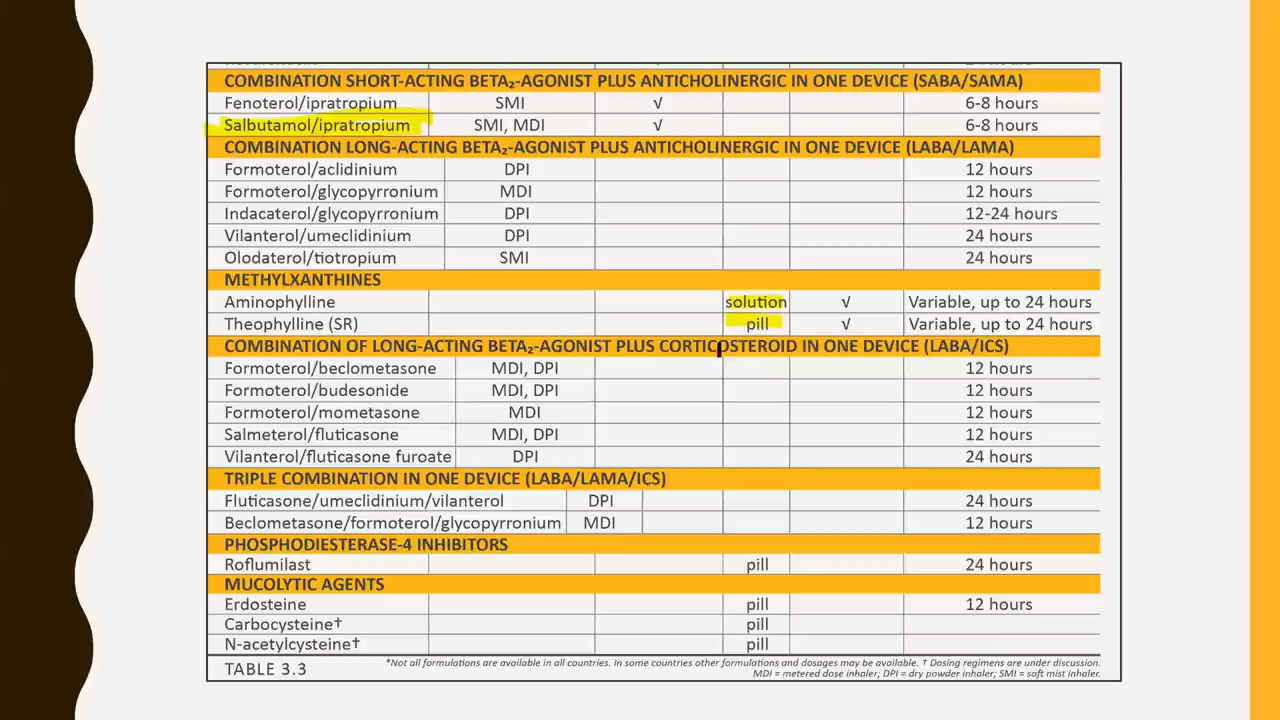 COMBINATION SHORT-ACTING BETA₂-AGONIST PLUS ANTICHOLINERGIC IN ONE DEVICE (SABA/SAMA)
Fenoterol/ipratropium SMI √ 6-8 hours
Salbutamol/ipratropium SMI, MDI √ 6-8 hours
COMBINATION LONG-ACTING BETA₂-AGONIST PLUS ANTICHOLINERGIC IN ONE DEVICE (LABA/LAMA)
Formoterol/aclidinium DPI 12 hours
Formoterol/glycopyrronium MDI 12 hours
Indacaterol/glycopyrronium DPI 12-24 hours
Vilanterol/umeclidinium DPI 24 hours
Olodaterol/tiotropium SMI 24 hours
METHYLXANTHINES
Aminophylline solution √ Variable, up to 24 hours
Theophylline (SR) pill √ Variable, up to 24 hours
COMBINATION OF LONG-ACTING BETA₂-AGONIST PLUS CORTICOSTEROID IN ONE DEVICE (LABA/ICS)
Formoterol/beclometasone MDI, DPI 12 hours
Formoterol/budesonide MDI, DPI 12 hours
Formoterol/mometasone MDI 12 hours
Salmeterol/fluticasone MDI, DPI 12 hours
Vilanterol/fluticasone furoate DPI 24 hours
TRIPLE COMBINATION IN ONE DEVICE (LABA/LAMA/ICS)
Fluticasone/umeclidinium/vilanterol DPI 24 hours
Beclometasone/formoterol/glycopyrronium MDI 12 hours
PHOSPHODIESTERASE-4 INHIBITORS
Roflumilast pill 24 hours
MUCOLYTIC AGENTS
Erdosteine pill 12 hours
Carbocysteine† pill
N-acetylcysteine† pill
TABLE 3.3
*Not all formulations are available in all countries. In some countries other formulations and dosages may be available. † Dosing regimens are under discussion.
MDI = metered dose inhaler; DPI = dry powder inhaler; SMI = soft mist inhaler.